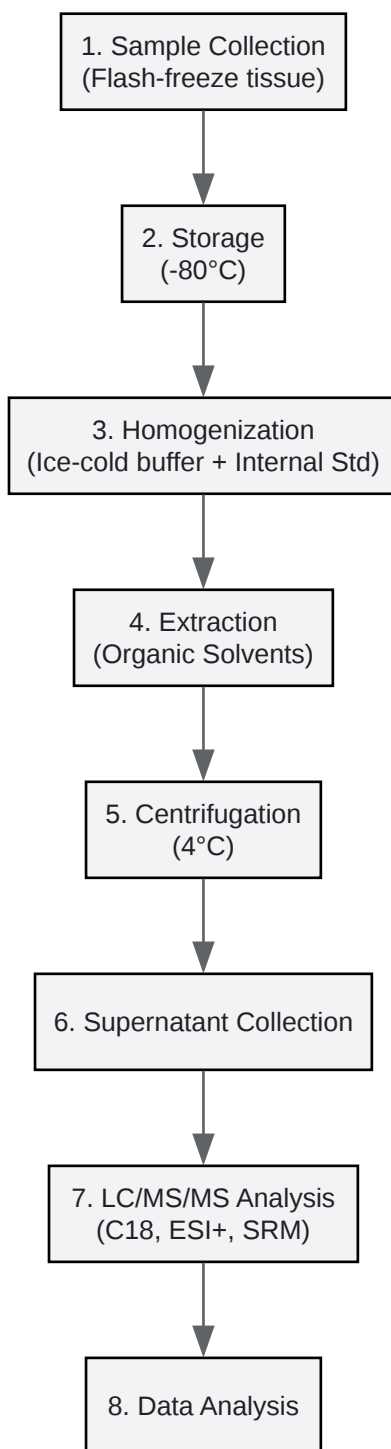 1. Sample Collection
(Flash-freeze tissue)
2. Storage
(-80°C)
3. Homogenization
(Ice-cold buffer + Internal Std)
4. Extraction
(Organic Solvents)
5. Centrifugation
(4°C)
6. Supernatant Collection
7. LC/MS/MS Analysis
(C18, ESI+, SRM)
8. Data Analysis